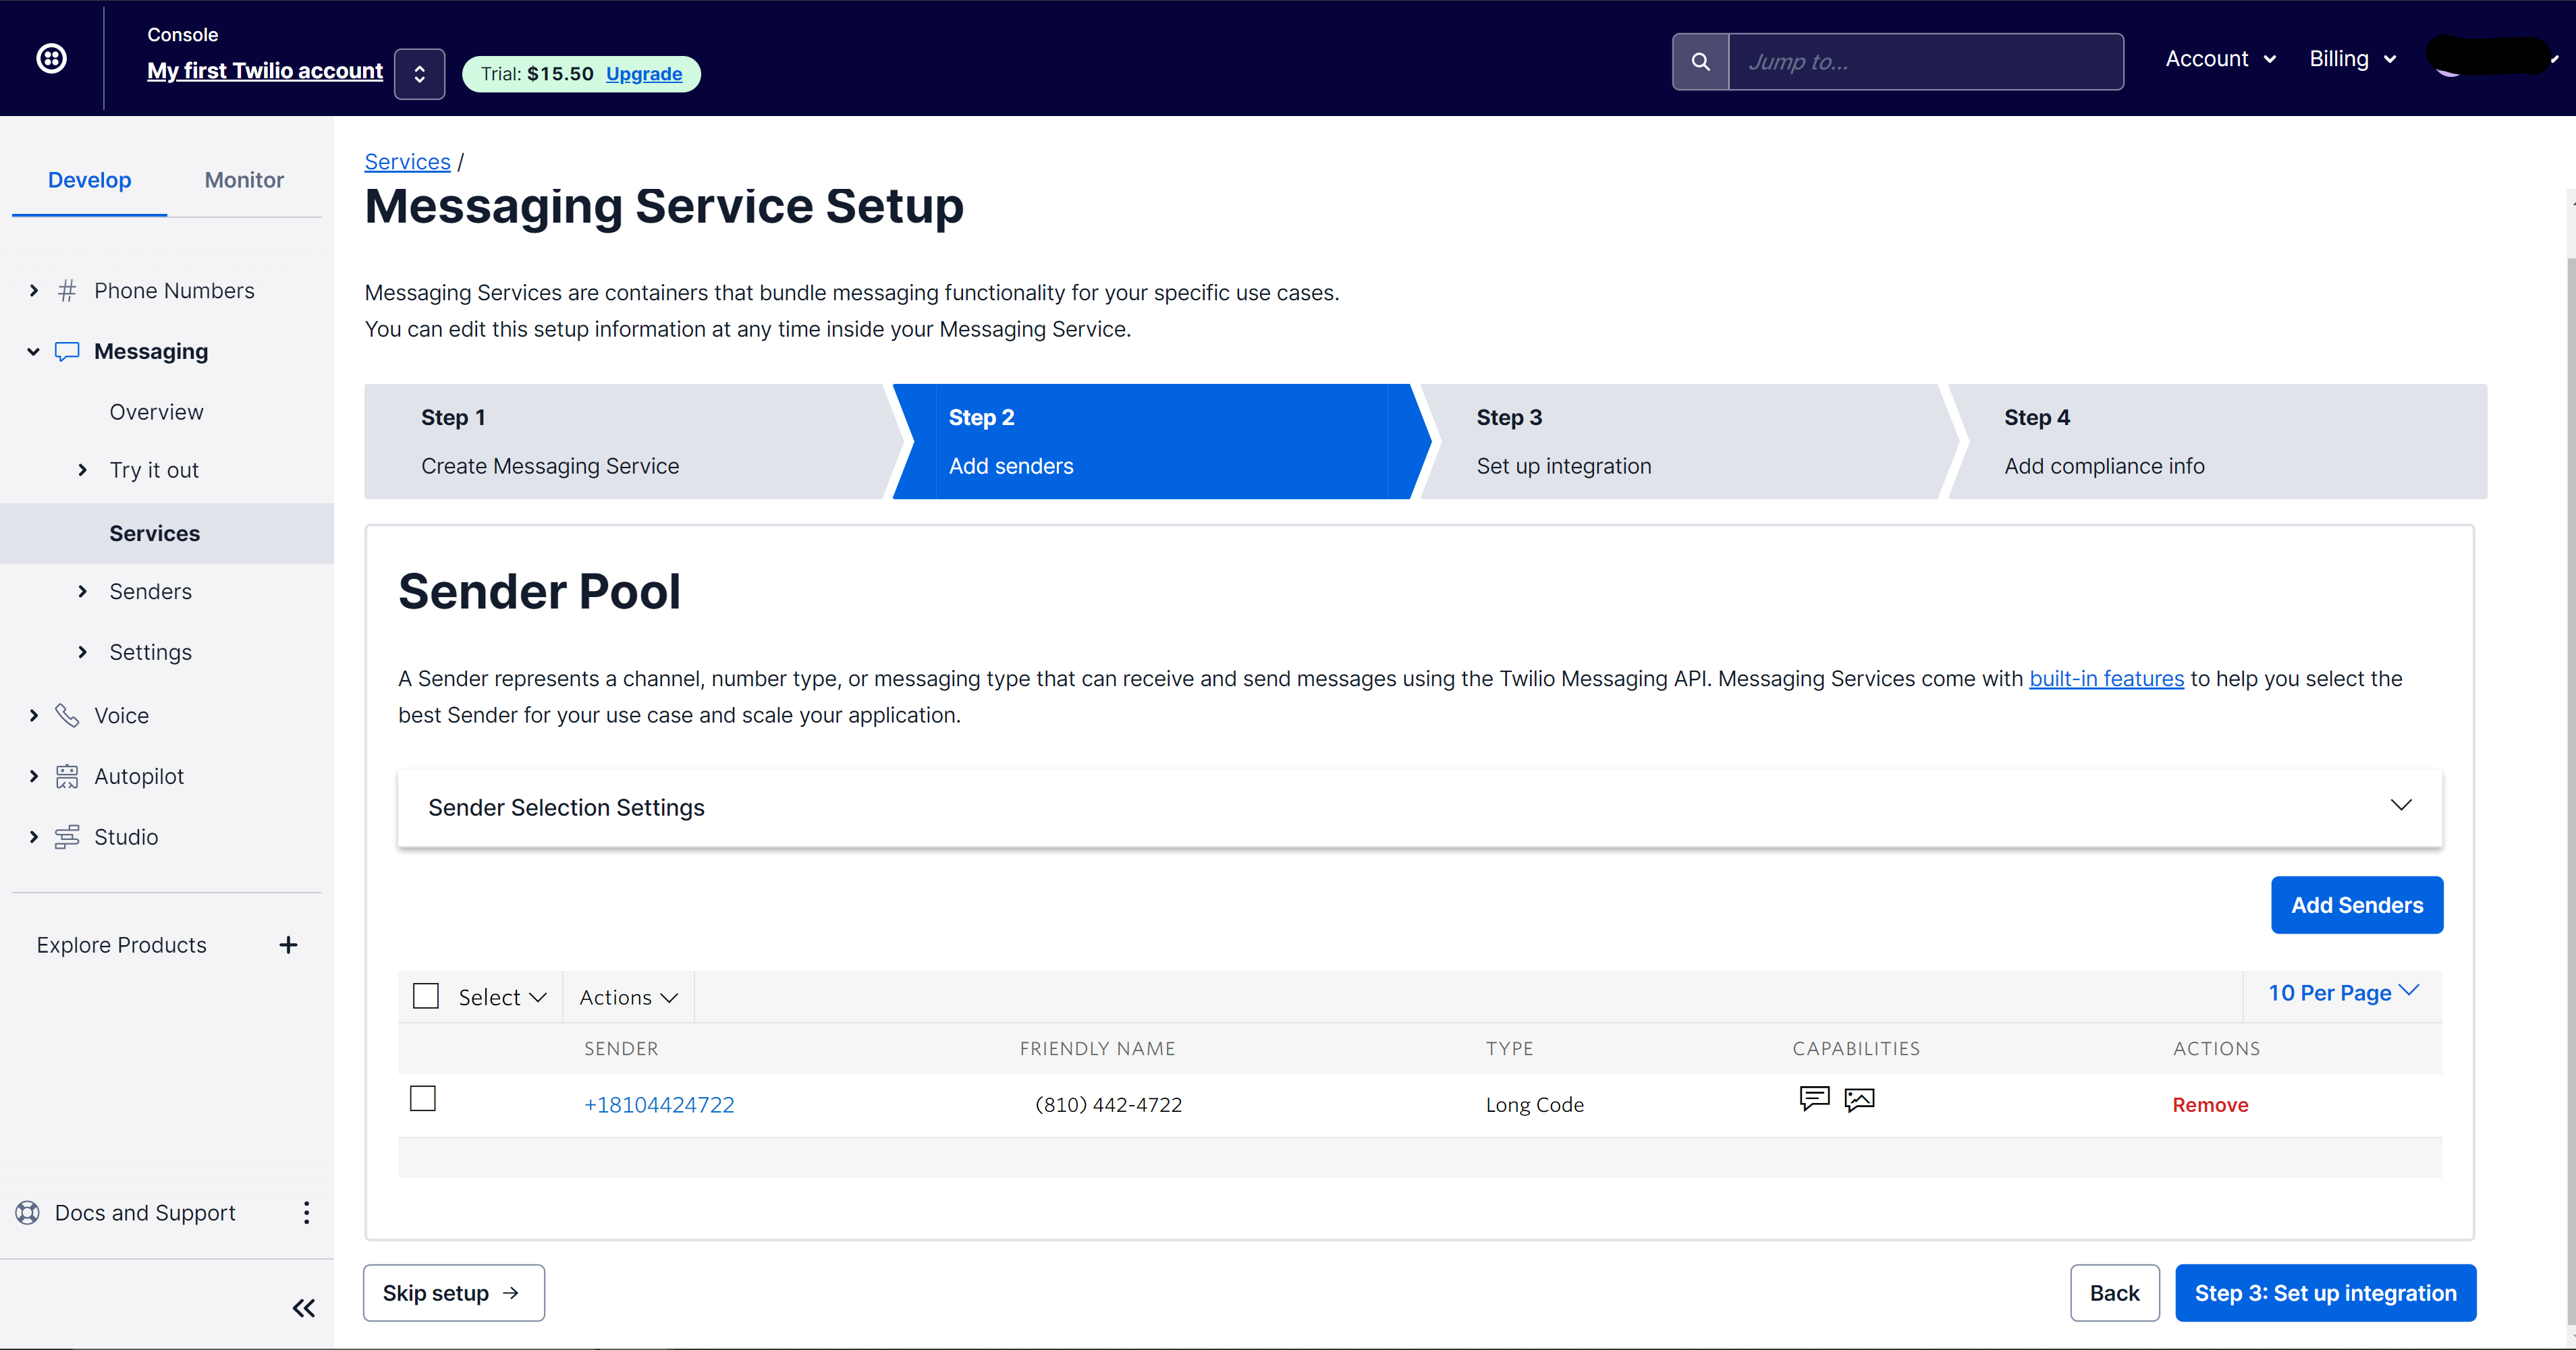 Console
My first Twilio account
Trial: $15.50 Upgrade
Jump to...
Account
Billing
Develop
Monitor
Phone Numbers
Messaging
Overview
Try it out
Services
Senders
Settings
Voice
Autopilot
Studio
Explore Products
Docs and Support
Services /
Messaging Service Setup
Messaging Services are containers that bundle messaging functionality for your specific use cases.
You can edit this setup information at any time inside your Messaging Service.
Step 1
Create Messaging Service
Step 2
Add senders
Step 3
Set up integration
Step 4
Add compliance info
Sender Pool
A Sender represents a channel, number type, or messaging type that can receive and send messages using the Twilio Messaging API. Messaging Services come with built-in features to help you select the
best Sender for your use case and scale your application.
Sender Selection Settings
Add Senders
Select
Actions
10 Per Page
SENDER
FRIENDLY NAME
TYPE
CAPABILITIES
ACTIONS
+18104424722
(810) 442-4722
Long Code
Remove
Skip setup →
Back
Step 3: Set up integration